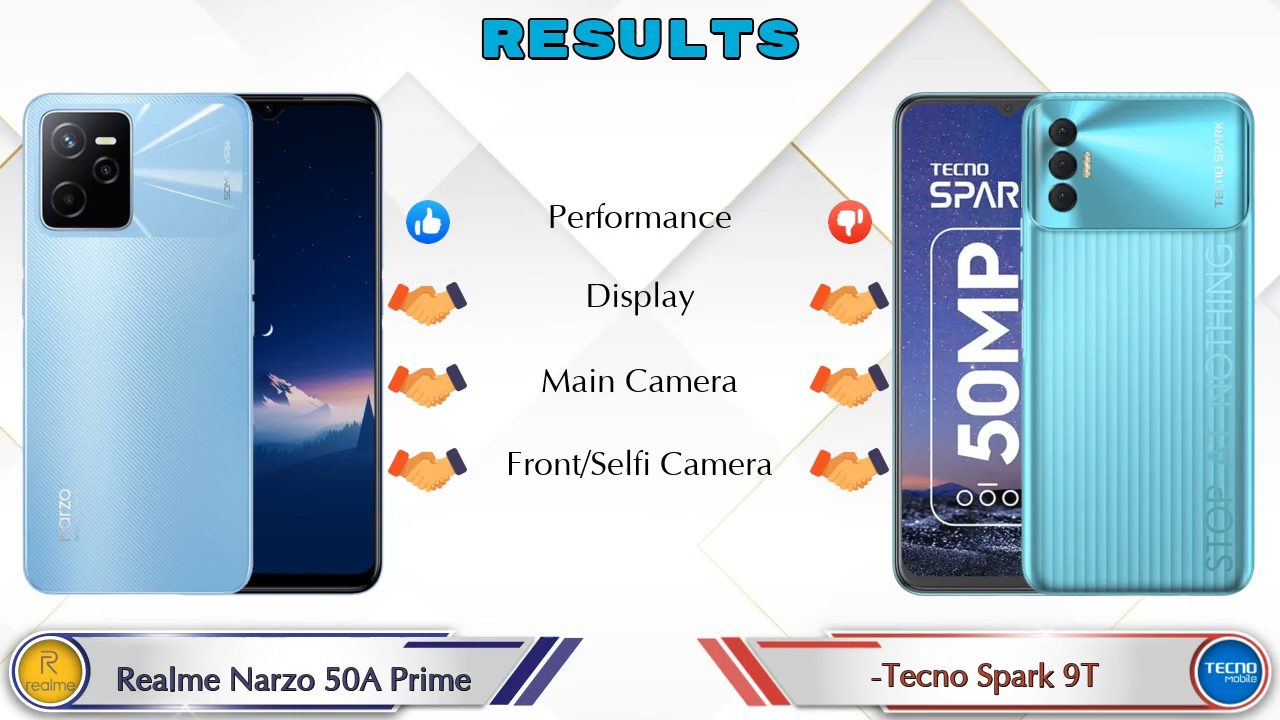 RESULTS
Performance
Display
Main Camera
Front/Selfi Camera
narzo
TECNO
SPAR
50MP
TECNO SPARK
STOP AT NOTHING
R
realme
Realme Narzo 50A Prime
-Tecno Spark 9T
TECNO
mobile